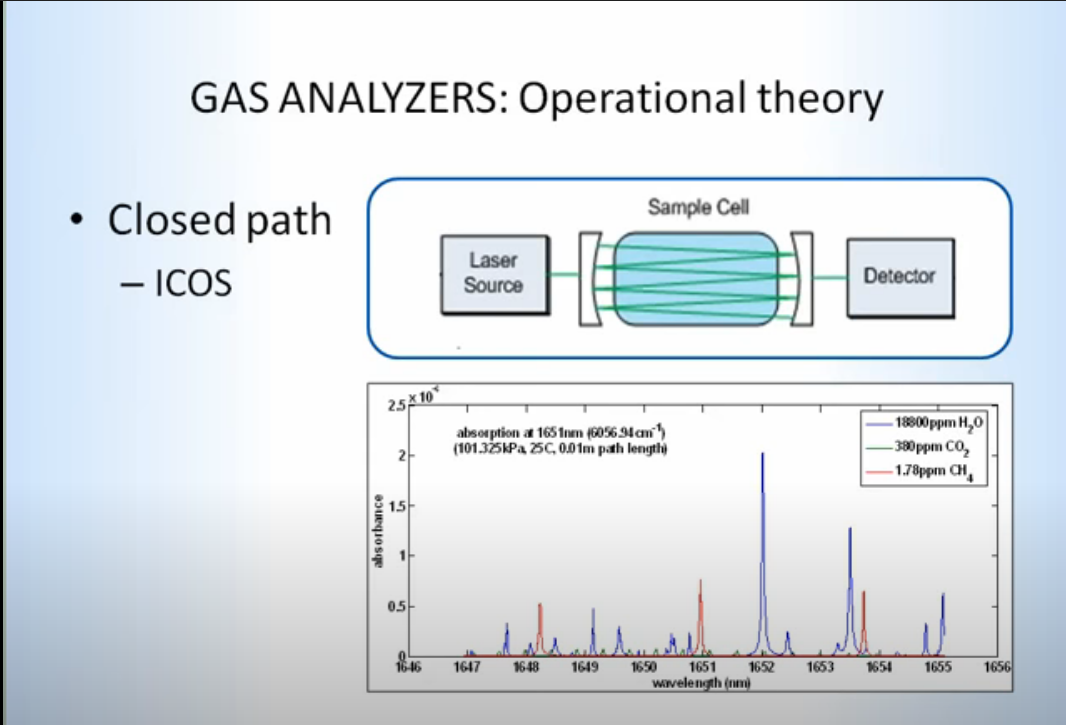 GAS ANALYZERS: Operational theory
• Closed path
– ICOS
Sample Cell
Laser
Source
Detector
2.5 x 10⁻⁶
absorption at 1651nm (6056.94cm⁻¹)
(101.325kPa, 25C, 0.01m path length)
18800ppm H₂O
380ppm CO₂
1.78ppm CH₄
2
1.5
1
0.5
0
absorbance
1646 1647 1648 1649 1650 1651 1652 1653 1654 1655 1656
wavelength (nm)